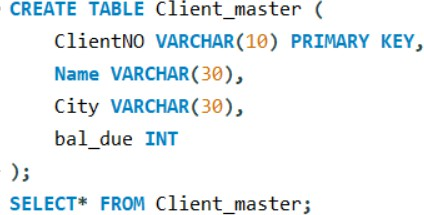 CREATE TABLE Client_master (
ClientNO VARCHAR(10) PRIMARY KEY,
Name VARCHAR(30),
City VARCHAR(30),
bal_due INT
);
SELECT* FROM Client_master;